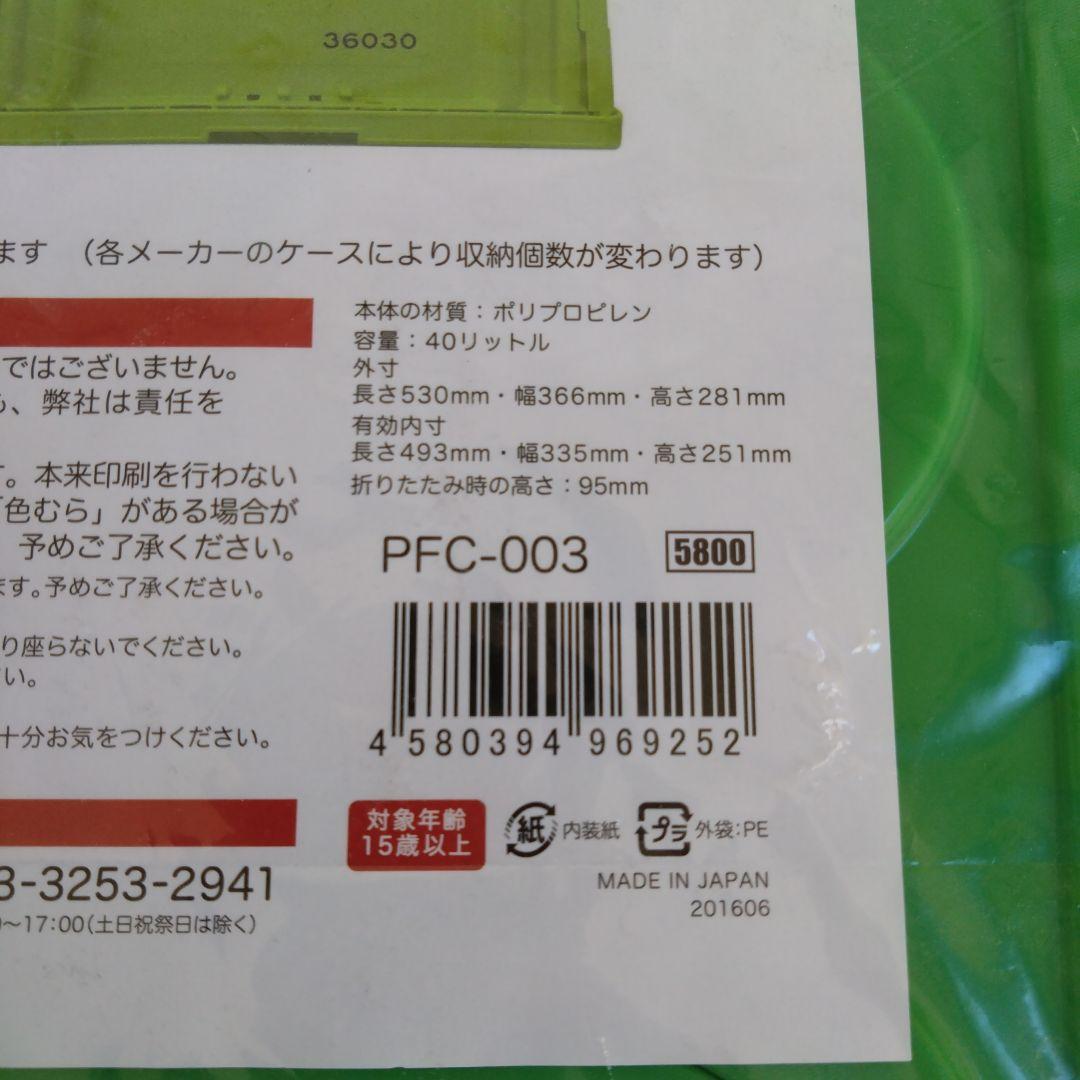 36030
ます (各メーカーのケースにより収納個数が変わります)
ではございません。
、弊社は責任を
。本来印刷を行わない
「色むら」がある場合が
予めご了承ください。
ます。予めご了承ください。
り座らないでください。
い。
十分お気をつけください。
3-3253-2941
～17:00(土日祝祭日は除く)
本体の材質:ポリプロピレン
容量:40リットル
外寸
長さ530mm・幅366mm・高さ281mm
有効内寸
長さ493mm・幅335mm・高さ251mm
折りたたみ時の高さ:95mm
PFC-003
5800
4 580394 969252
対象年齢
15歳以上
紙 内装紙
プラ 外袋:PE
MADE IN JAPAN
201606